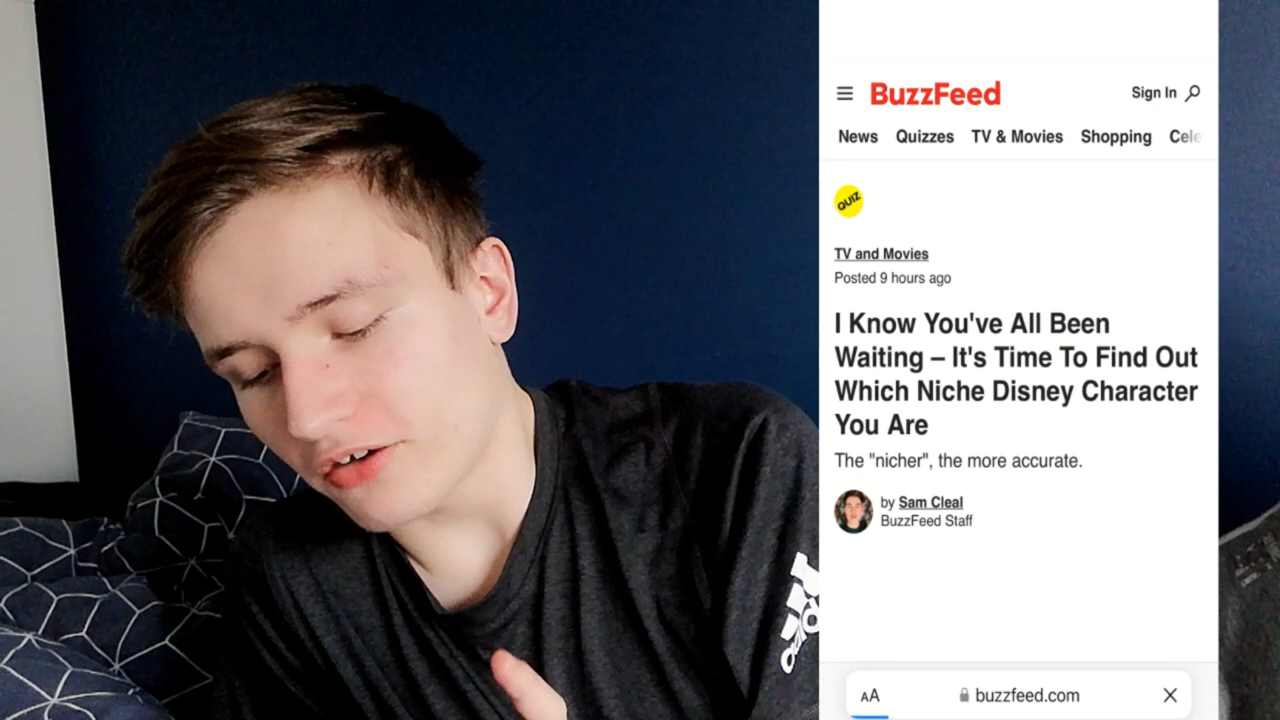 BuzzFeed
Sign In
News Quizzes TV & Movies Shopping Cele
QUIZ
TV and Movies
Posted 9 hours ago
I Know You've All Been
Waiting – It's Time To Find Out
Which Niche Disney Character
You Are
The "nicher", the more accurate.
by Sam Cleal
BuzzFeed Staff
AA buzzfeed.com
adidas